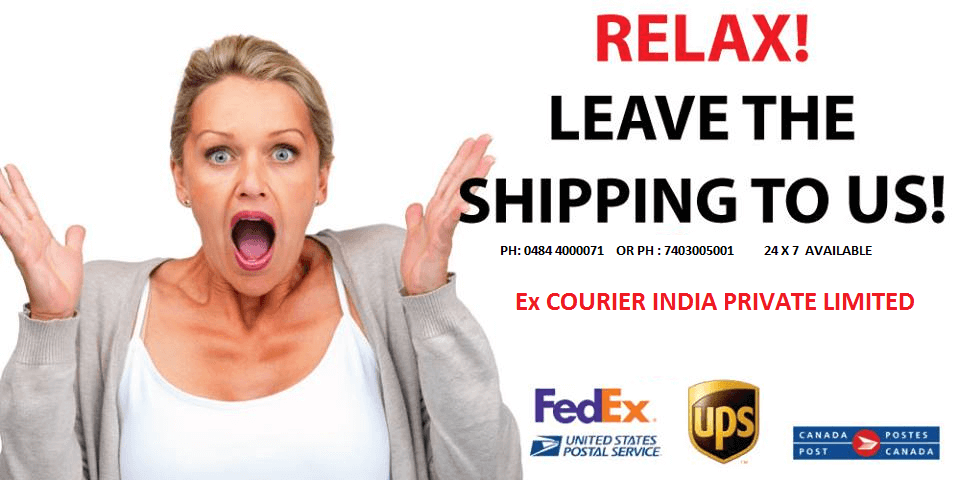 RELAX!
LEAVE THE
SHIPPING TO US!
PH: 0484 4000071 OR PH : 7403005001 24 X 7 AVAILABLE
Ex COURIER INDIA PRIVATE LIMITED
FedEx.
UNITED STATES
POSTAL SERVICE
ups
CANADA POSTES
POST CANADA